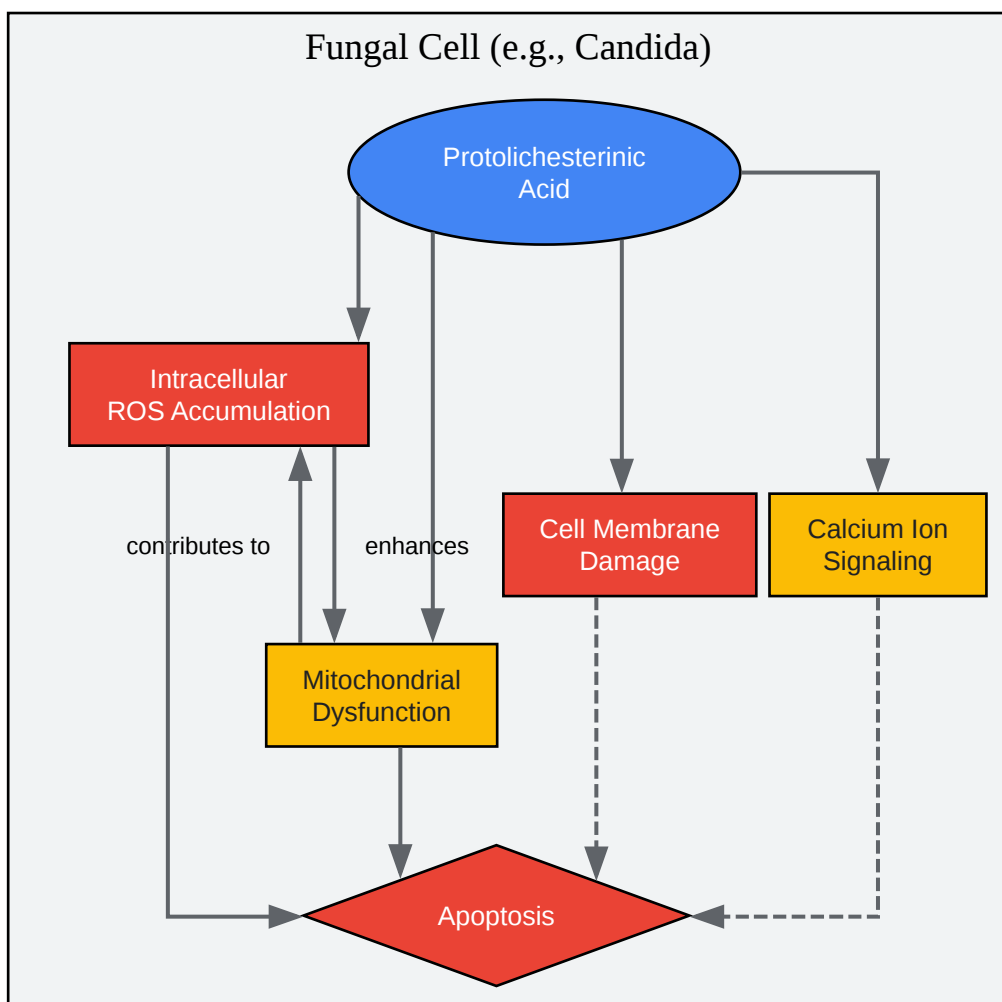 Fungal Cell (e.g., Candida)
Protolichesterinic
Acid
Intracellular
ROS Accumulation
contributes to
enhances
Cell Membrane
Damage
Calcium Ion
Signaling
Mitochondrial
Dysfunction
Apoptosis